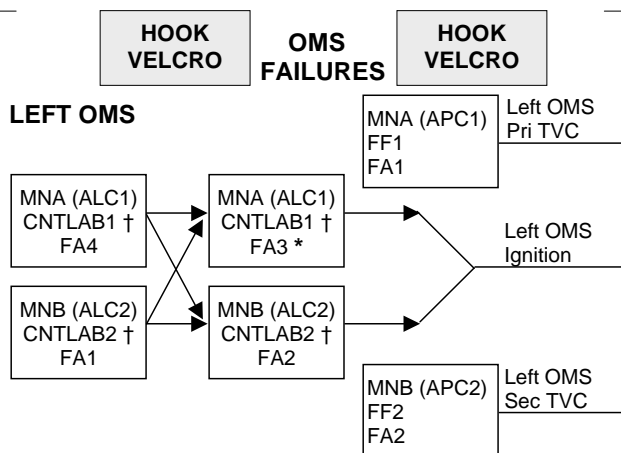 HOOK
VELCRO
OMS
FAILURES
HOOK
VELCRO
LEFT OMS
MNA (APC1)
FF1
FA1
Left OMS
Pri TVC
MNA (ALC1)
CNTLAB1 †
FA4
MNA (ALC1)
CNTLAB1 †
FA3 *
Left OMS
Ignition
MNB (ALC2)
CNTLAB2 †
FA1
MNB (ALC2)
CNTLAB2 †
FA2
MNB (APC2)
FF2
FA2
Left OMS
Sec TVC